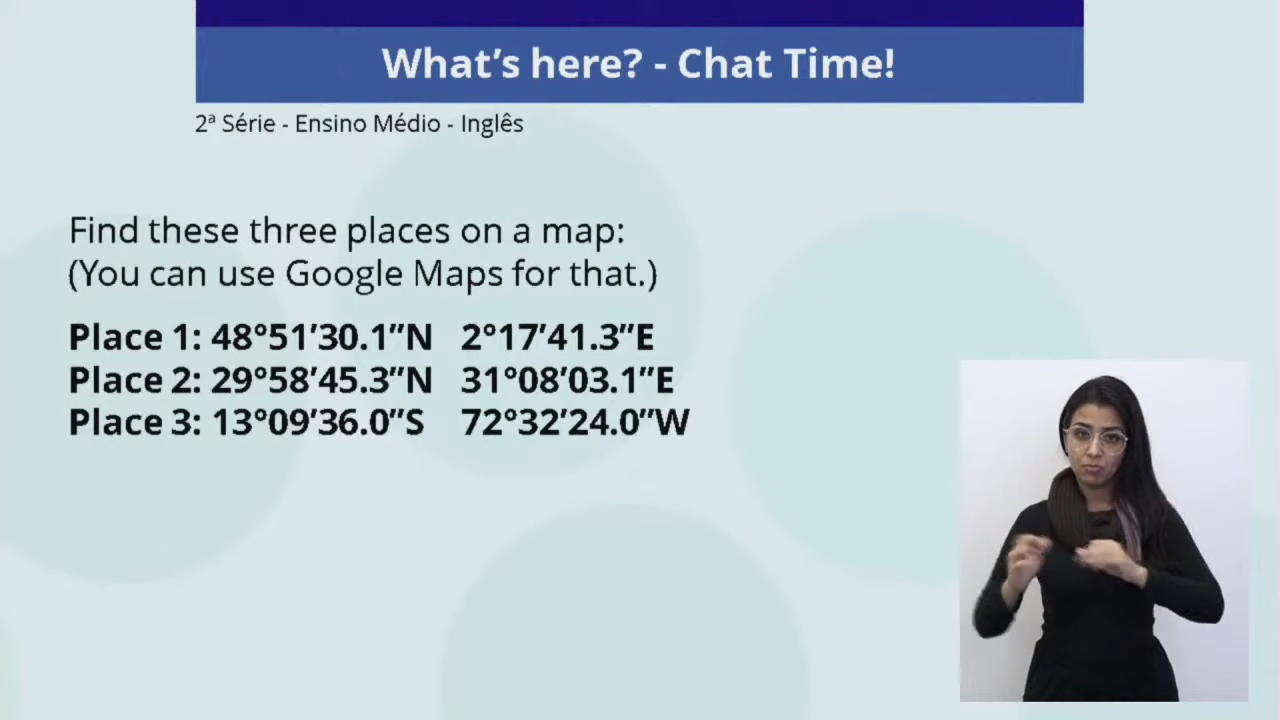 What’s here? - Chat Time!
2ª Série - Ensino Médio - Inglês
Find these three places on a map:
(You can use Google Maps for that.)
Place 1: 48°51’30.1”N 2°17’41.3”E
Place 2: 29°58’45.3”N 31°08’03.1”E
Place 3: 13°09’36.0”S 72°32’24.0”W